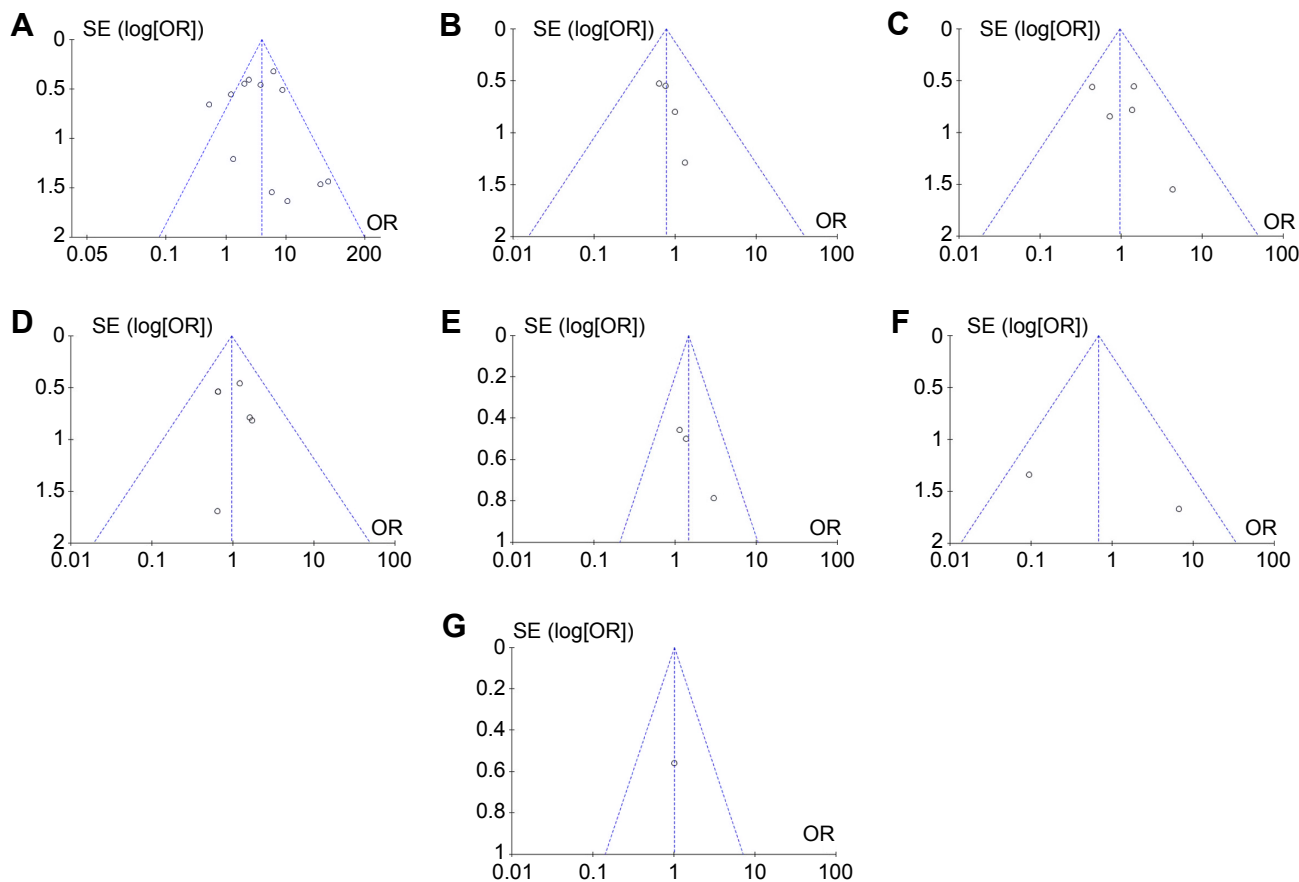 A SE (log[OR])
0
0.5
1
1.5
2
OR
0.05 0.1 1 10 200
B SE (log[OR])
0
0.5
1
1.5
2
OR
0.01 0.1 1 10 100
C SE (log[OR])
0
0.5
1
1.5
2
OR
0.01 0.1 1 10 100
D SE (log[OR])
0
0.5
1
1.5
2
OR
0.01 0.1 1 10 100
E SE (log[OR])
0
0.2
0.4
0.6
0.8
1
OR
0.01 0.1 1 10 100
F SE (log[OR])
0
0.5
1
1.5
2
OR
0.01 0.1 1 10 100
G SE (log[OR])
0
0.2
0.4
0.6
0.8
1
OR
0.01 0.1 1 10 100